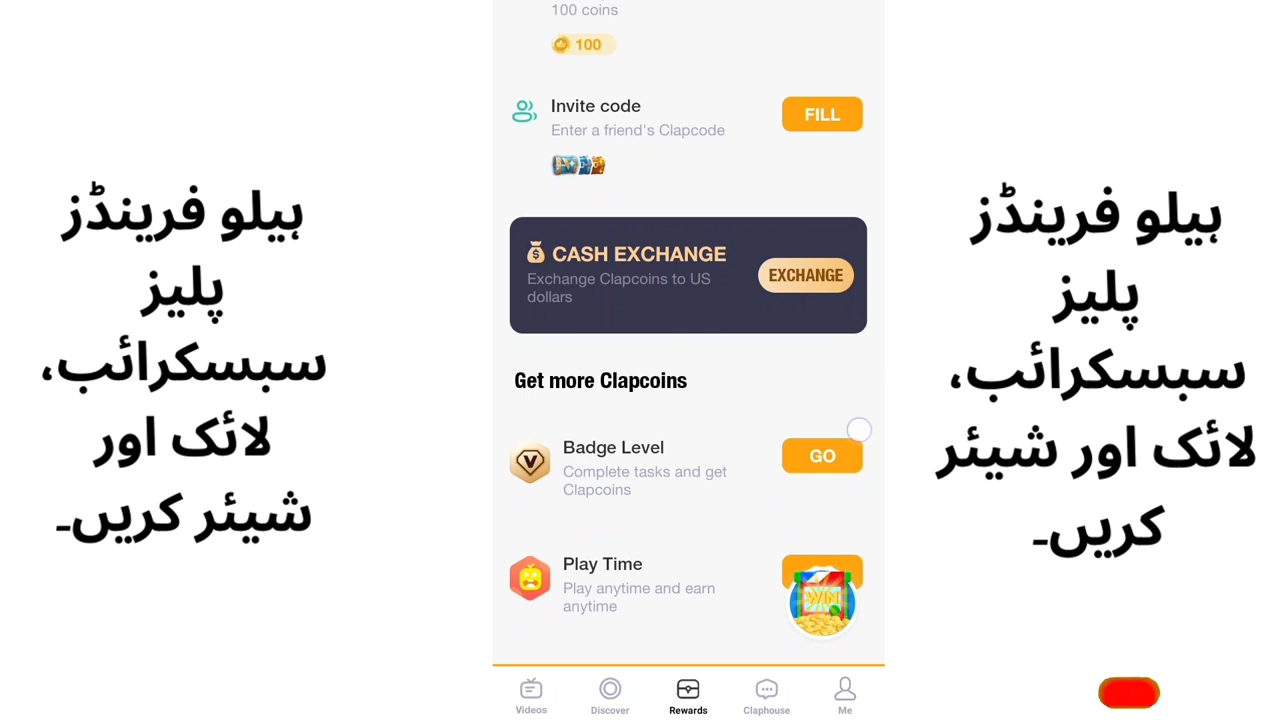 ہیلو فرینڈز
پلیز
سبسکرائب،
لائک اور
شیئر کریں۔
100 coins
100
Invite code
Enter a friend's Clapcode
FILL
CASH EXCHANGE
Exchange Clapcoins to US
dollars
EXCHANGE
Get more Clapcoins
Badge Level
Complete tasks and get
Clapcoins
GO
Play Time
Play anytime and earn
anytime
WIN
Videos
Discover
Rewards
Claphouse
Me
ہیلو فرینڈز
پلیز
سبسکرائب،
لائک اور شیئر
کریں۔